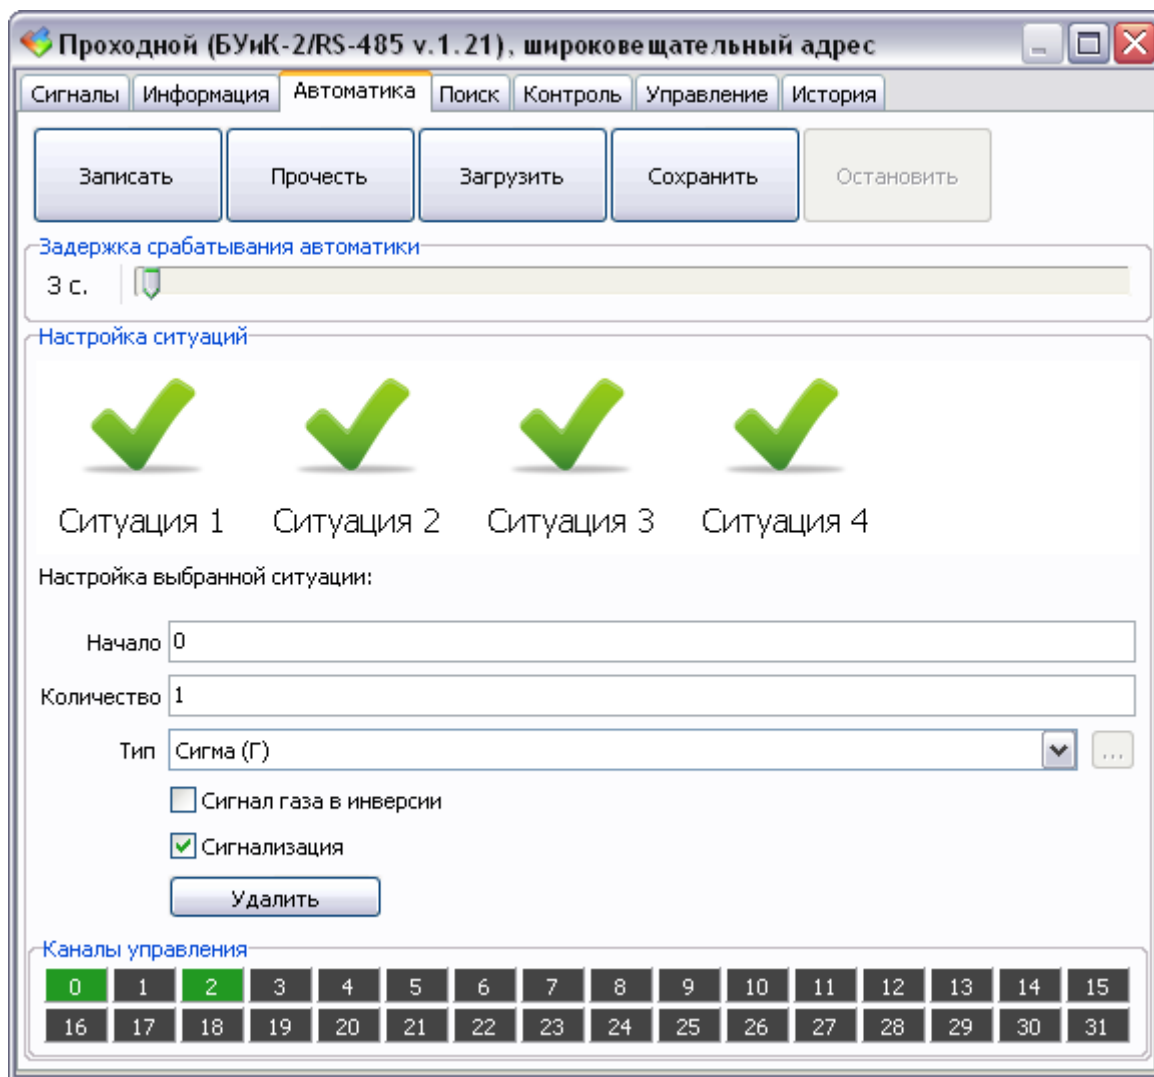 Проходной (БУиК-2/RS-485 v.1.21), широковещательный адрес
Сигналы Информация Автоматика Поиск Контроль Управление История
Записать Прочесть Загрузить Сохранить Остановить
Задержка срабатывания автоматики
3 с.
Настройка ситуаций
Ситуация 1 Ситуация 2 Ситуация 3 Ситуация 4
Настройка выбранной ситуации:
Начало 0
Количество 1
Тип Сигма (Г) ...
Сигнал газа в инверсии
Сигнализация
Удалить
Каналы управления
0 1 2 3 4 5 6 7 8 9 10 11 12 13 14 15
16 17 18 19 20 21 22 23 24 25 26 27 28 29 30 31